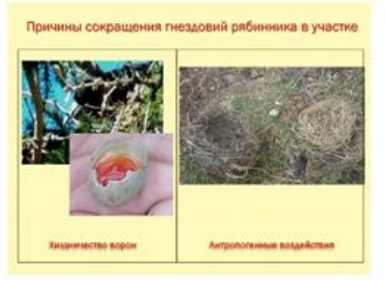 Причины сокращения гнездовий рябинника в участке
Хищничество ворон
Антропогенные воздействия